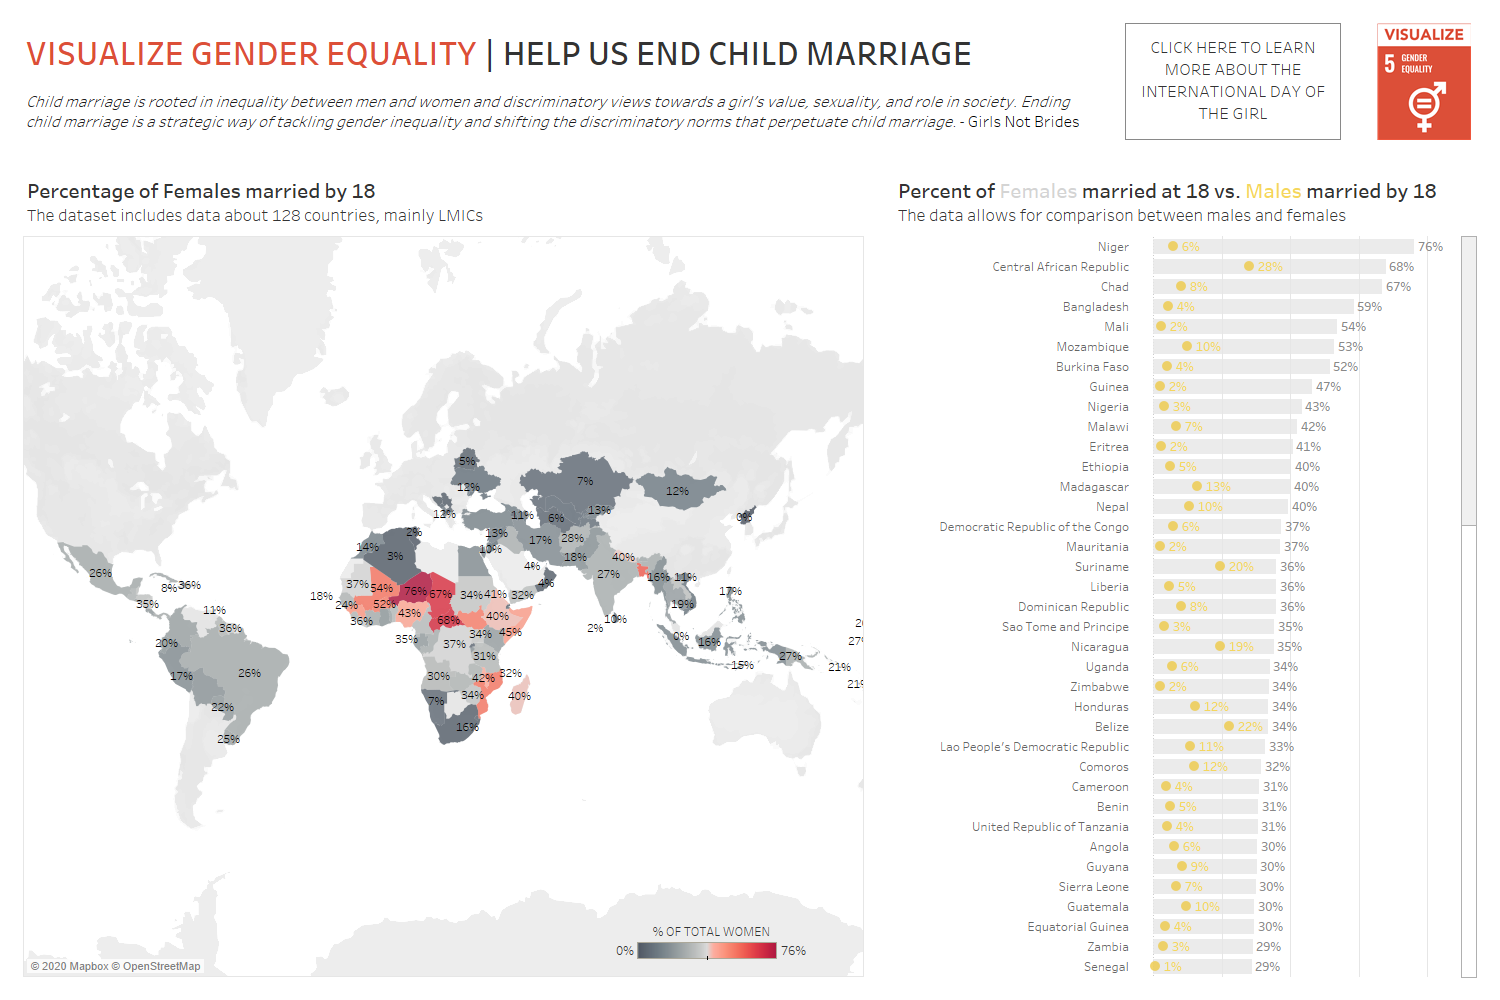 VISUALIZE GENDER EQUALITY | HELP US END CHILD MARRIAGE
Child marriage is rooted in inequality between men and women and discriminatory views towards a girl's value, sexuality, and role in society. Ending
child marriage is a strategic way of tackling gender inequality and shifting the discriminatory norms that perpetuate child marriage. - Girls Not Brides
CLICK HERE TO LEARN
MORE ABOUT THE
INTERNATIONAL DAY OF
THE GIRL
VISUALIZE
5 GENDER
EQUALITY
Percentage of Females married by 18
The dataset includes data about 128 countries, mainly LMICs
5%
12%
7%
12%
12%
11%
6%
13%
0%
2%
13%
14%
3%
10%
17%
28%
18%
40%
26%
8%
36%
37%
54%
76%
67%
34%
41%
4%
4%
32%
27%
16%
11%
17%
18%
24%
52%
43%
68%
40%
19%
35%
11%
36%
36%
35%
37%
34%
45%
2%
10%
0%
16%
20%
31%
15%
27%
21%
17%
26%
30%
42%
32%
7%
34%
40%
22%
16%
25%
% OF TOTAL WOMEN
0%
76%
© 2020 Mapbox © OpenStreetMap
Percent of Females married at 18 vs. Males married by 18
The data allows for comparison between males and females
Niger 6% 76%
Central African Republic 28% 68%
Chad 8% 67%
Bangladesh 4% 59%
Mali 2% 54%
Mozambique 10% 53%
Burkina Faso 4% 52%
Guinea 2% 47%
Nigeria 3% 43%
Malawi 7% 42%
Eritrea 2% 41%
Ethiopia 5% 40%
Madagascar 13% 40%
Nepal 10% 40%
Democratic Republic of the Congo 6% 37%
Mauritania 2% 37%
Suriname 20% 36%
Liberia 5% 36%
Dominican Republic 8% 36%
Sao Tome and Principe 3% 35%
Nicaragua 19% 35%
Uganda 6% 34%
Zimbabwe 2% 34%
Honduras 12% 34%
Belize 22% 34%
Lao People's Democratic Republic 11% 33%
Comoros 12% 32%
Cameroon 4% 31%
Benin 5% 31%
United Republic of Tanzania 4% 31%
Angola 6% 30%
Guyana 9% 30%
Sierra Leone 7% 30%
Guatemala 10% 30%
Equatorial Guinea 4% 30%
Zambia 3% 29%
Senegal 1% 29%